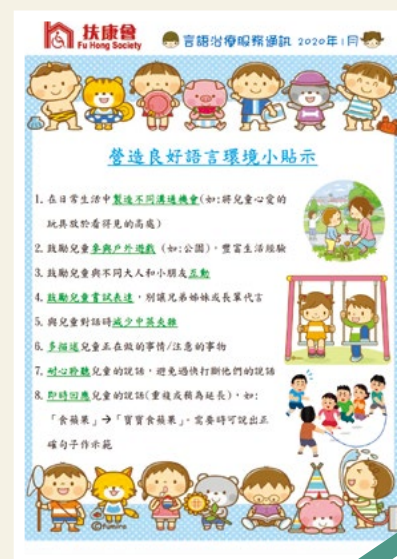 扶康會
Fu Hong Society
言語治療服務通訊 2020年1月
營造良好語言環境小貼示
1. 在日常生活中製造不同溝通機會(如:將兒童心愛的
玩具放於看得見的高處)
2. 鼓勵兒童參與戶外遊戲 (如:公園)，豐富生活經驗
3. 鼓勵兒童與不同大人和小朋友互動
4. 鼓勵兒童嘗試表達，別讓兄弟姊妹或長輩代言
5. 與兒童對話時減少中英夾雜
6. 多描述兒童正在做的事情/注意的事物
7. 耐心聆聽兒童的說話，避免過快打斷他們的說話
8. 即時回應兒童的說話(重複或稍為延長)，如:
「食蘋果」→「寶寶食蘋果」。需要時可說出正
確句子作示範
©fumira